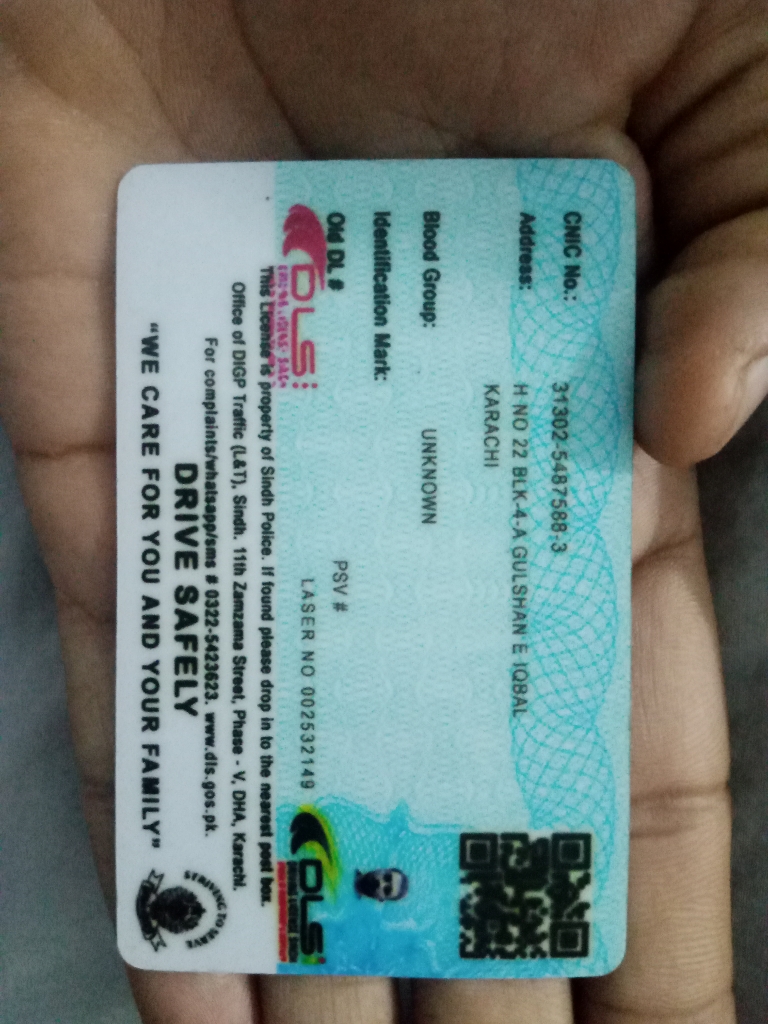 CNIC No.: 31302-5487588-3
Address: H NO 22 BLK-4-A GULSHAN E IQBAL
KARACHI
Blood Group: UNKNOWN
Identification Mark:
Old DL # PSV #
LASER NO 002532149
DLS
DLS
This License is property of Sindh Police. If found please drop in to the nearest post box.
Office of DIGP Traffic (L&T), Sindh. 11th Zamzama Street, Phase - V, DHA, Karachi.
For complaints/whatsapp/sms # 0322-5423623. www.dls.gos.pk.
DRIVE SAFELY
"WE CARE FOR YOU AND YOUR FAMILY"
STRIVING TO SERVE